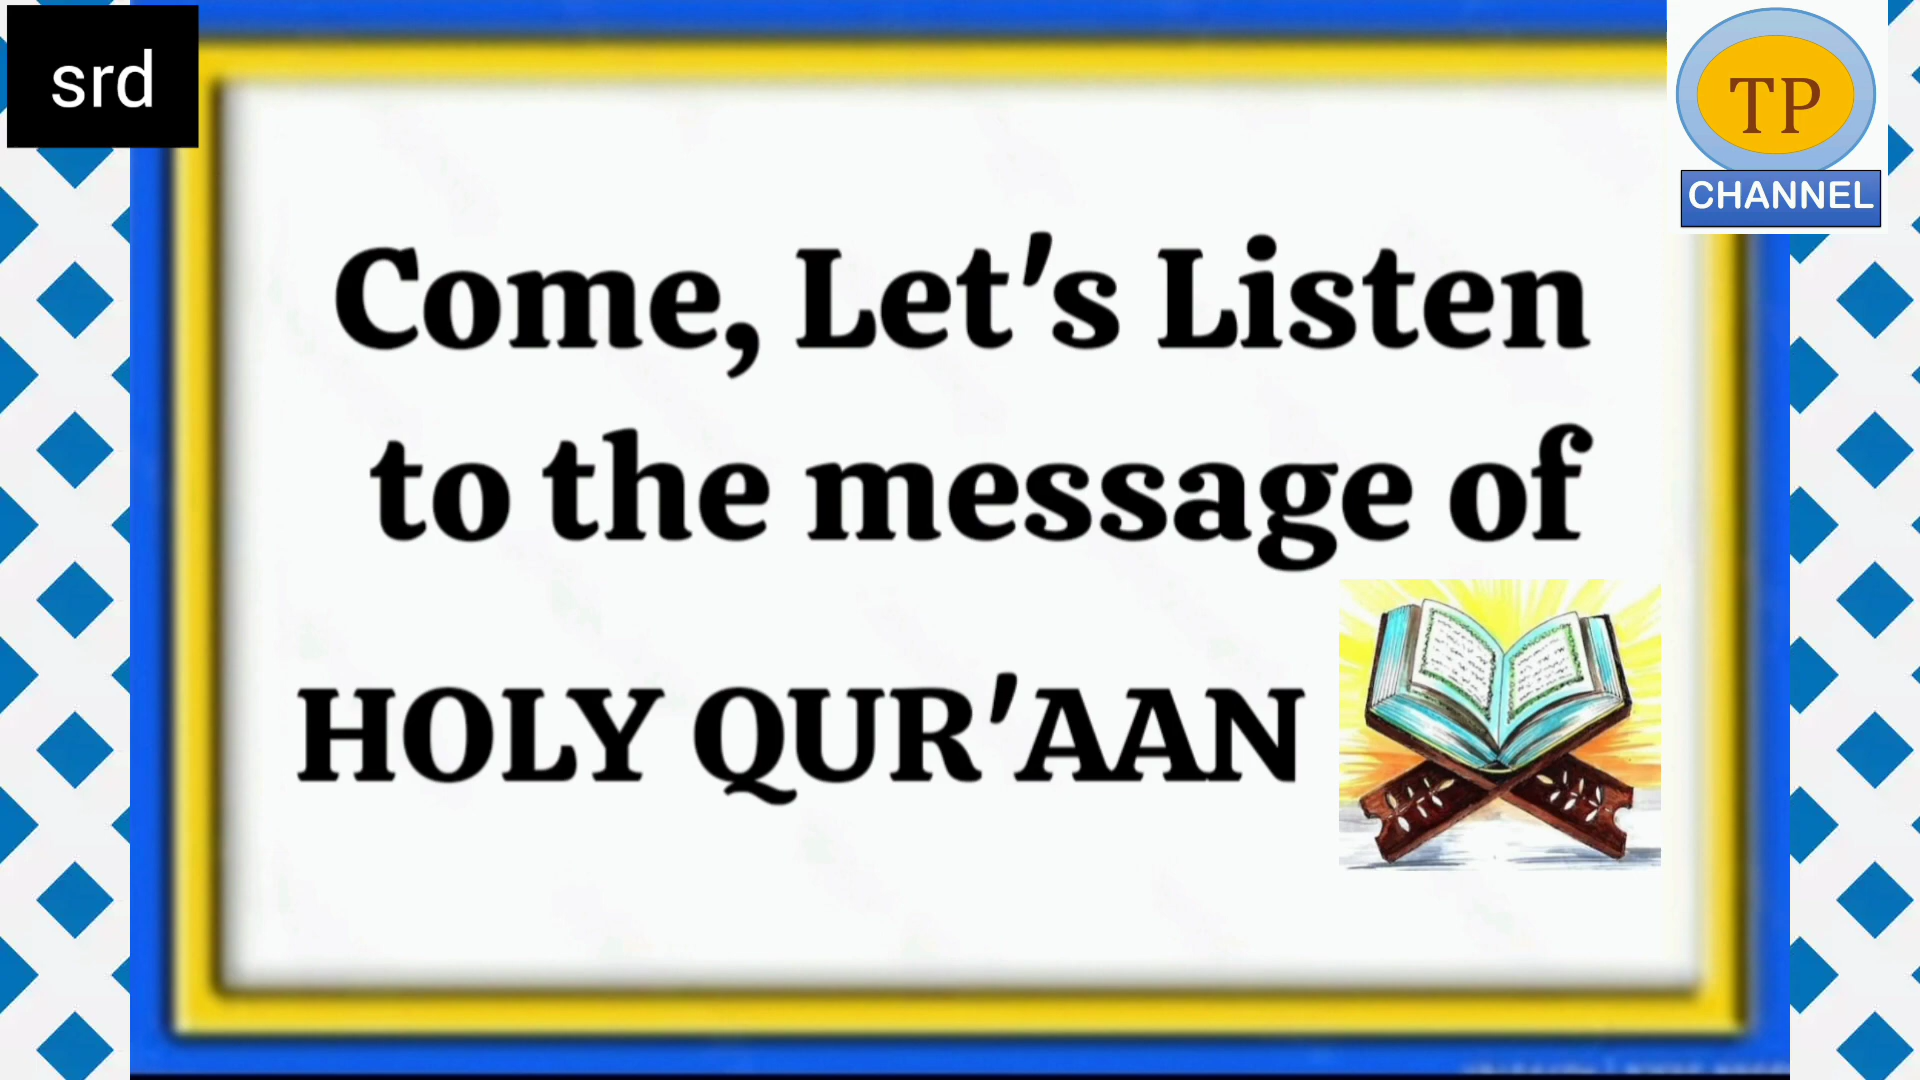 srd
TP
CHANNEL
Come, Let's Listen
to the message of
HOLY QUR'AAN